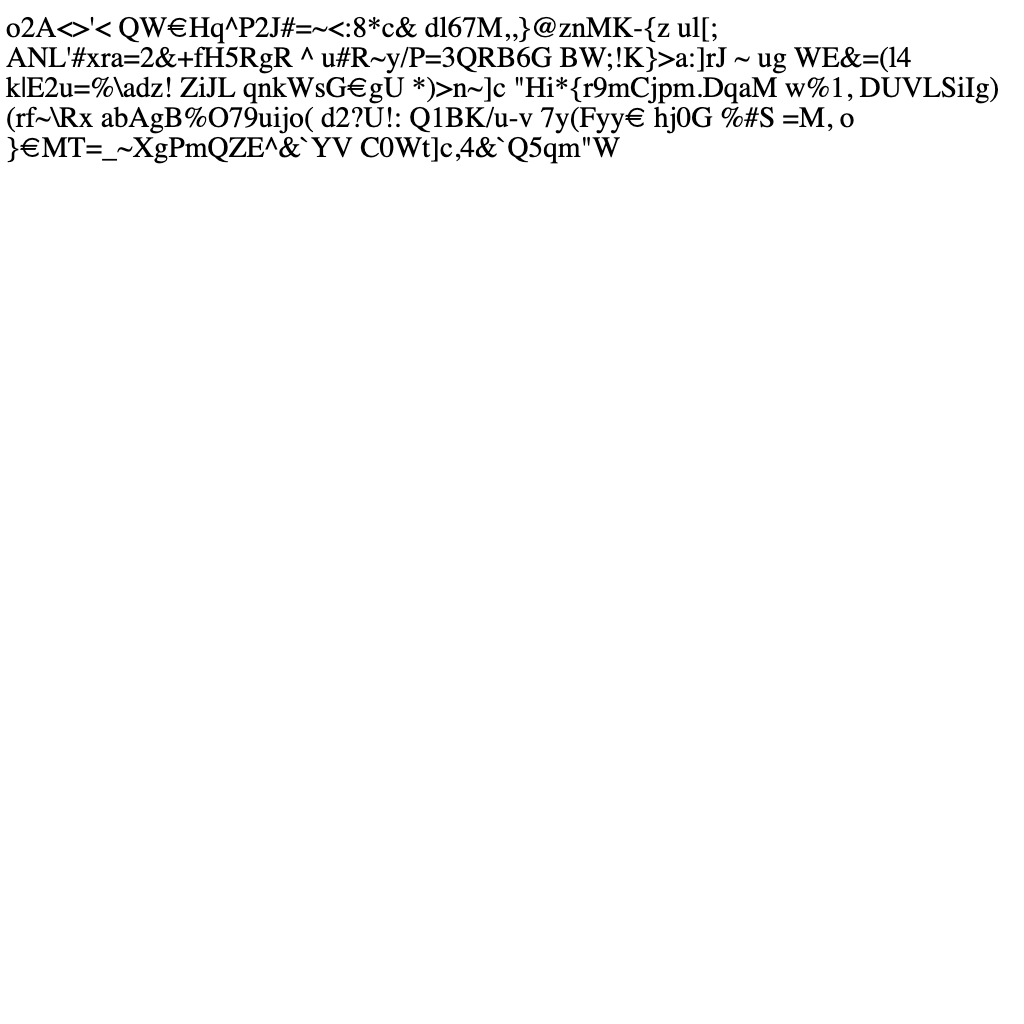 o2A<>'< QW€Hq^P2J#=~<:8*c& dl67M,,}@znMK-{z ul[;
ANL'#xra=2&+fH5RgR ^ u#R~y/P=3QRB6G BW;!K}>a:]rJ ~ ug WE&=(l4
k|E2u=%\adz! ZiJL qnkWsG€gU *)>n~]c "Hi*{r9mCjpm.DqaM w%1, DUVLSiIg)
(rf~\Rx abAgB%O79uijo( d2?U!: Q1BK/u-v 7y(Fyy€ hj0G %#S =M, o
}€MT=_~XgPmQZE^&`YV C0Wt]c,4&`Q5qm"W